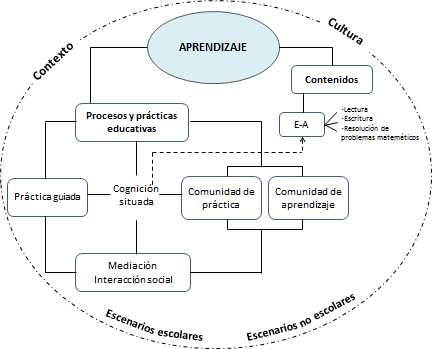 Contexto
Cultura
APRENDIZAJE
Contenidos
E-A
·Lectura
·Escritura
·Resolución de
problemas matemáticos
Procesos y prácticas
educativas
Práctica guiada
Cognición
situada
Comunidad de
práctica
Comunidad de
aprendizaje
Mediación
Interacción social
Escenarios escolares
Escenarios no escolares